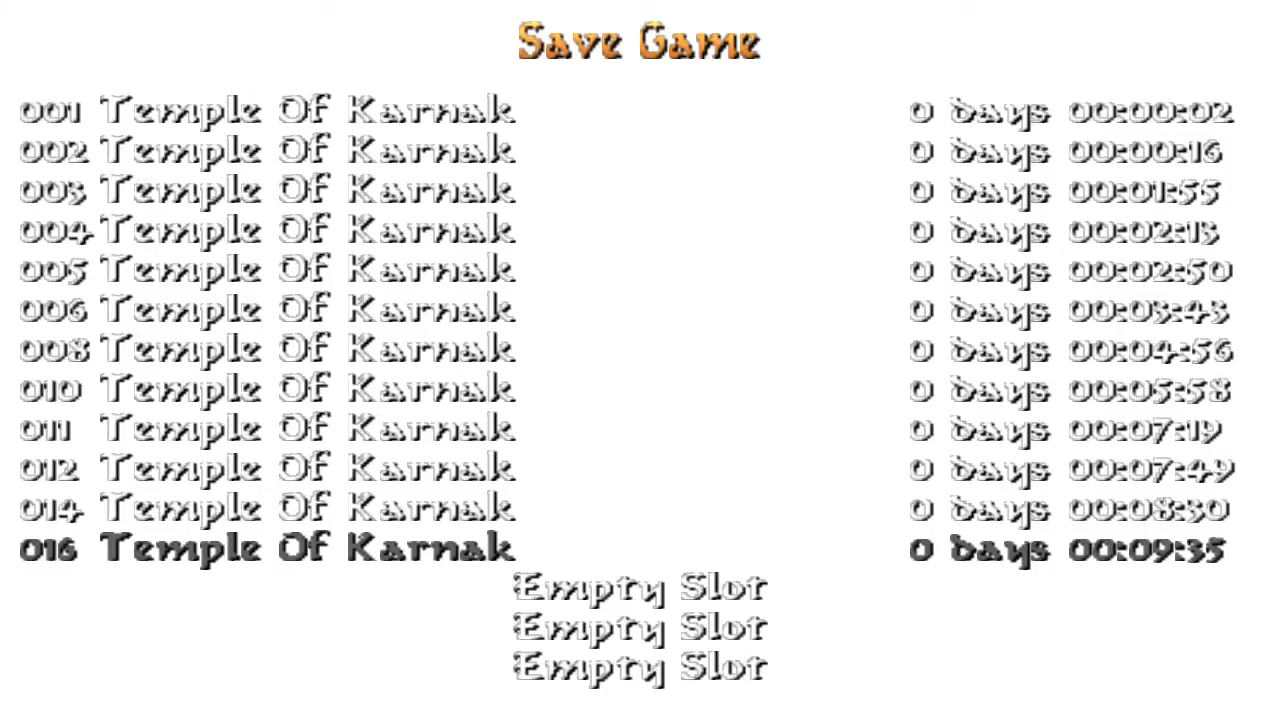 Save Game
001 Temple Of Karnak 0 days 00:00:02
002 Temple Of Karnak 0 days 00:00:16
003 Temple Of Karnak 0 days 00:01:55
004 Temple Of Karnak 0 days 00:02:13
005 Temple Of Karnak 0 days 00:02:50
006 Temple Of Karnak 0 days 00:03:43
008 Temple Of Karnak 0 days 00:04:56
010 Temple Of Karnak 0 days 00:05:58
011 Temple Of Karnak 0 days 00:07:19
012 Temple Of Karnak 0 days 00:07:49
014 Temple Of Karnak 0 days 00:08:30
016 Temple Of Karnak 0 days 00:09:35
Empty Slot
Empty Slot
Empty Slot